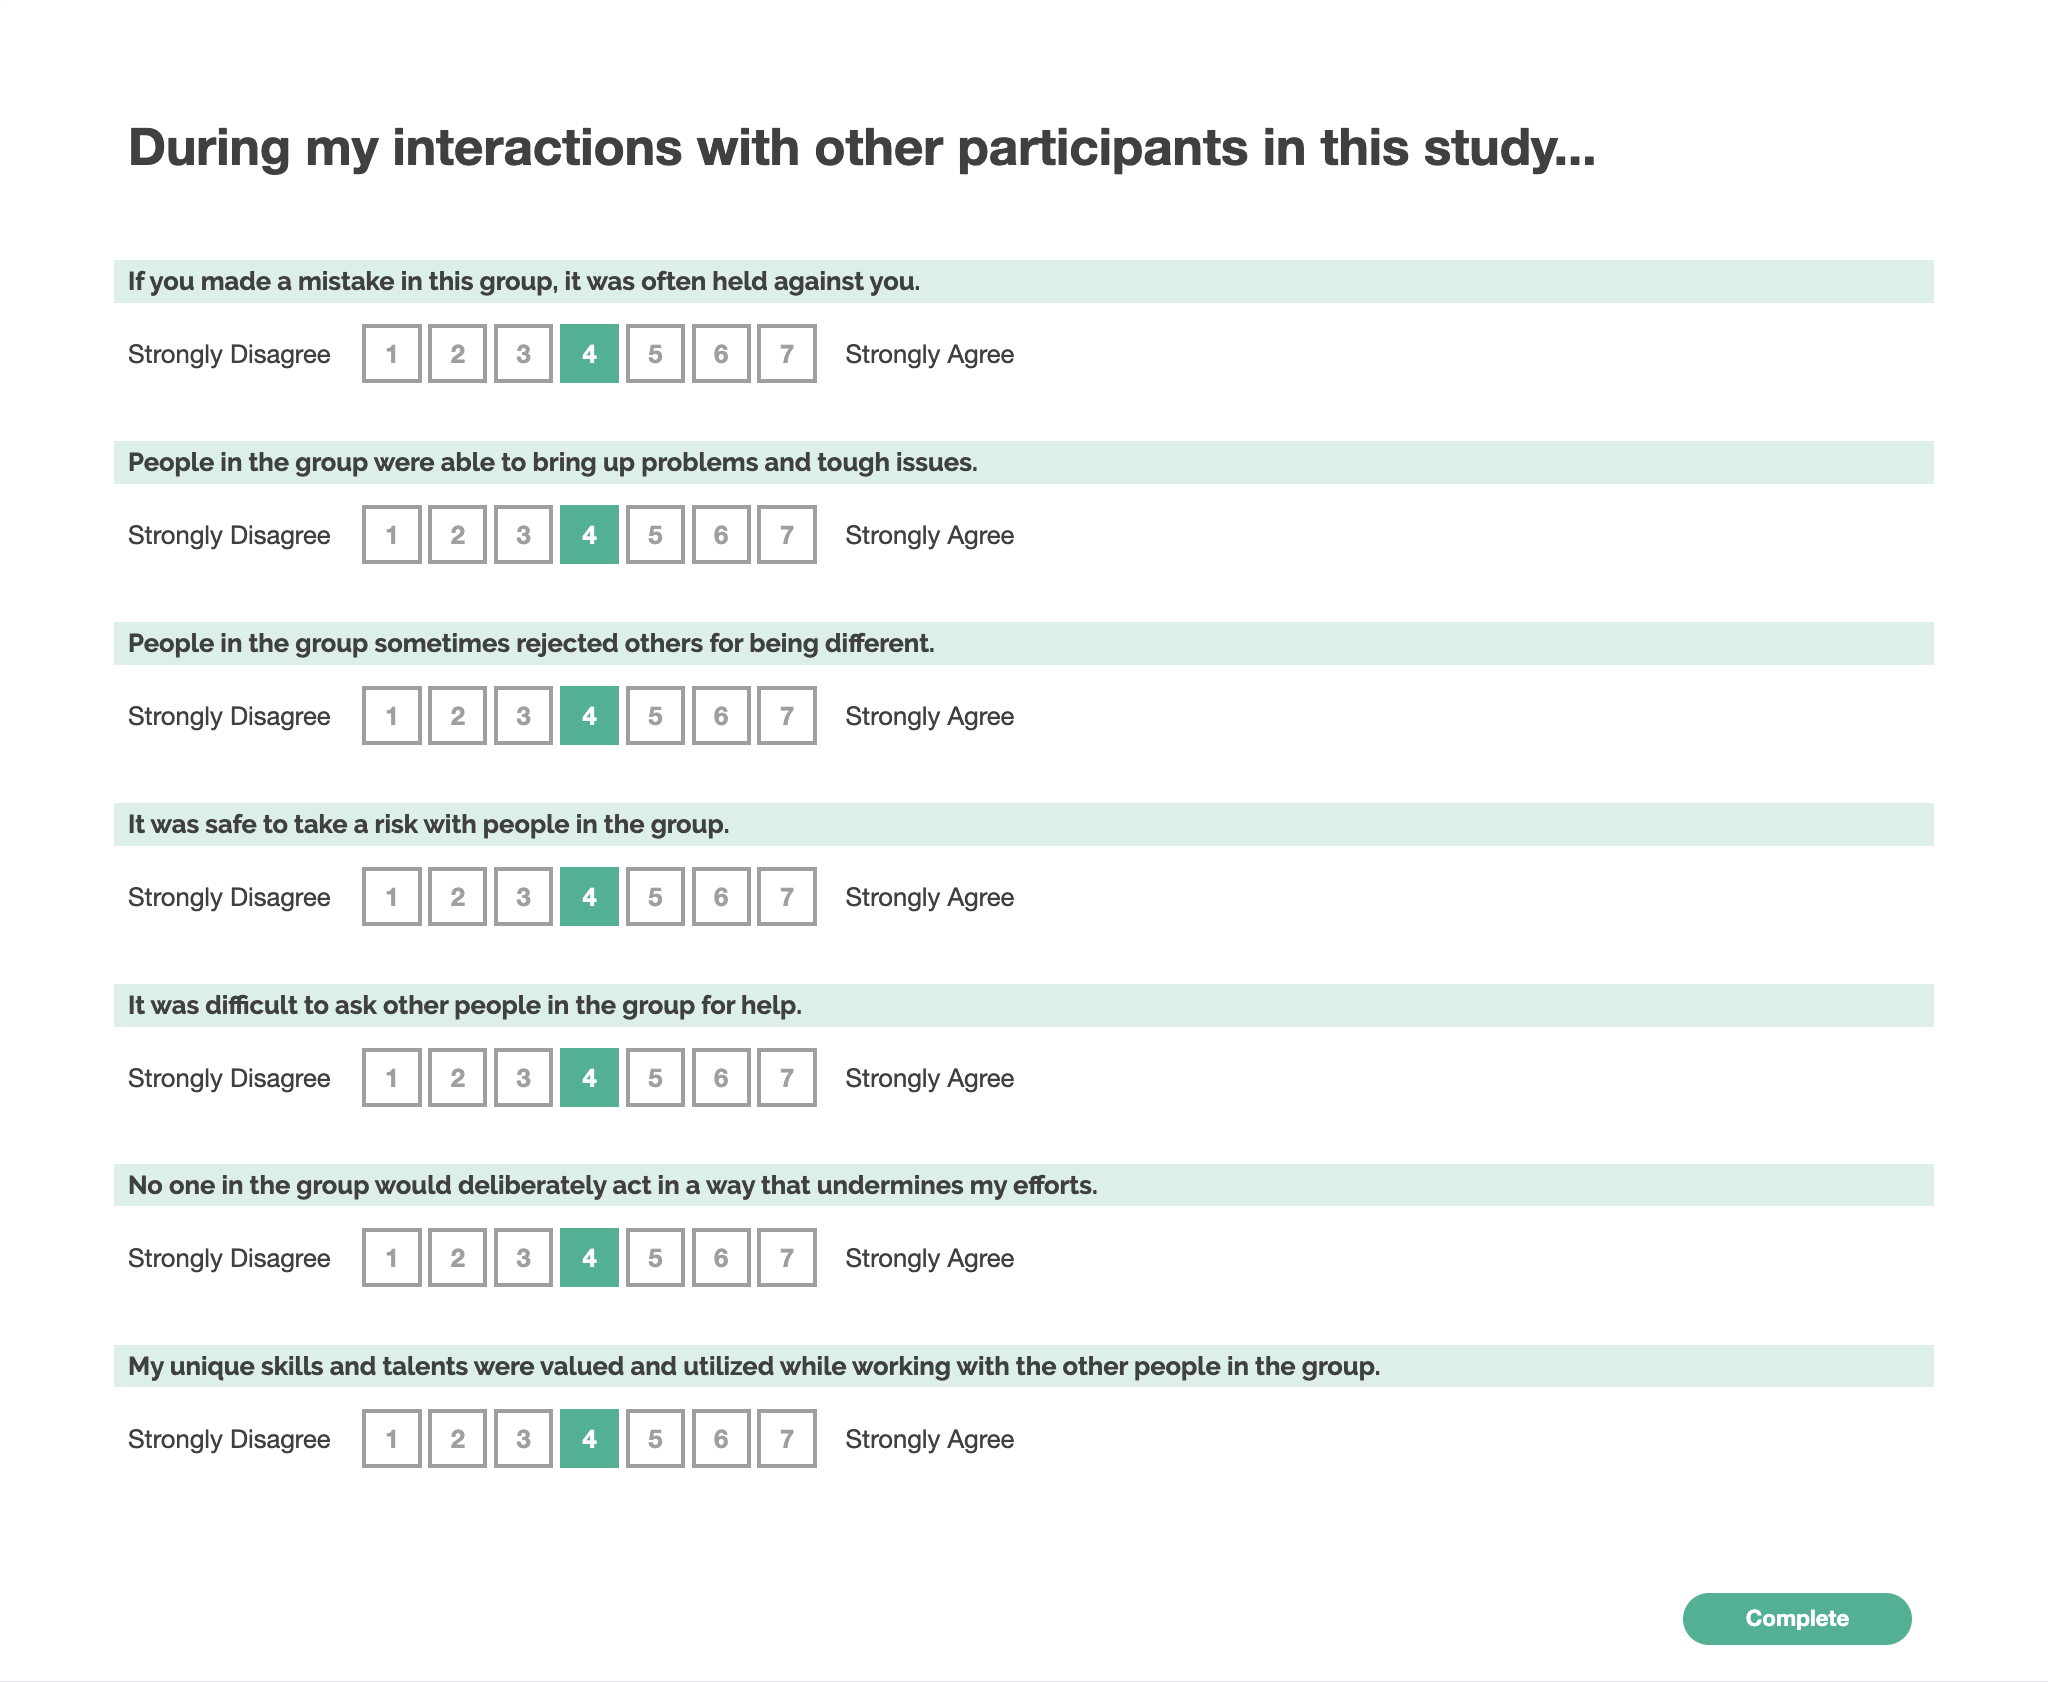 During my interactions with other participants in this study...
If you made a mistake in this group, it was often held against you.
Strongly Disagree 1 2 3 4 5 6 7 Strongly Agree
People in the group were able to bring up problems and tough issues.
Strongly Disagree 1 2 3 4 5 6 7 Strongly Agree
People in the group sometimes rejected others for being different.
Strongly Disagree 1 2 3 4 5 6 7 Strongly Agree
It was safe to take a risk with people in the group.
Strongly Disagree 1 2 3 4 5 6 7 Strongly Agree
It was difficult to ask other people in the group for help.
Strongly Disagree 1 2 3 4 5 6 7 Strongly Agree
No one in the group would deliberately act in a way that undermines my efforts.
Strongly Disagree 1 2 3 4 5 6 7 Strongly Agree
My unique skills and talents were valued and utilized while working with the other people in the group.
Strongly Disagree 1 2 3 4 5 6 7 Strongly Agree
Complete